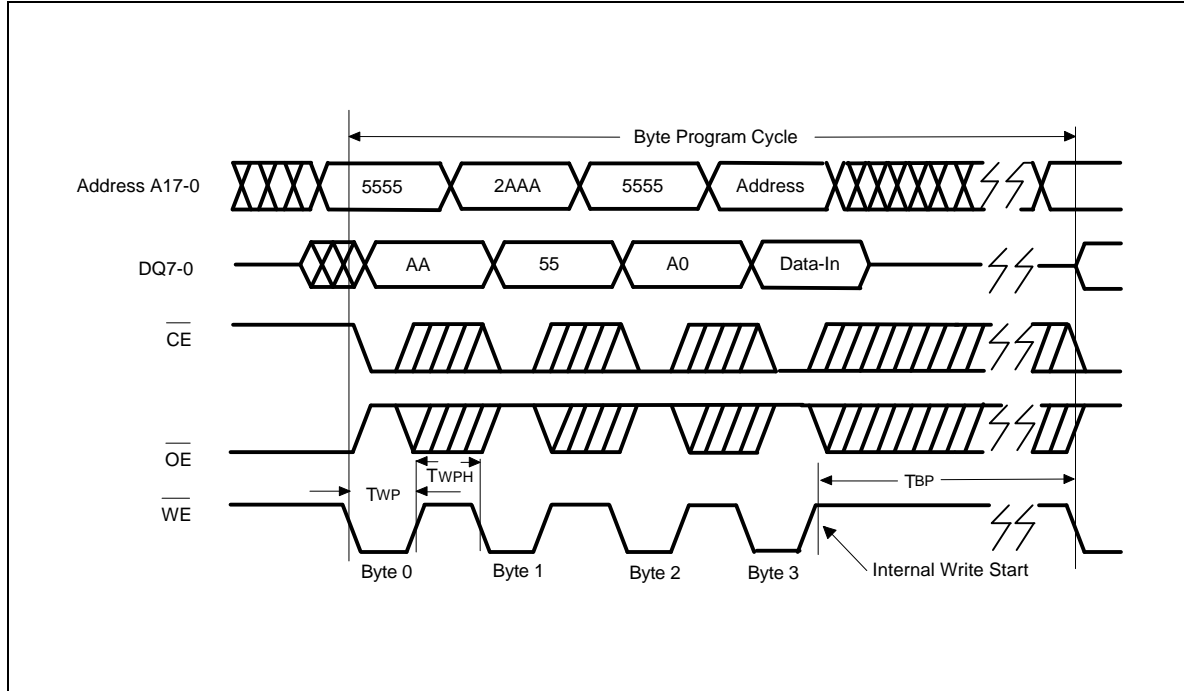 Byte Program Cycle
Address A17-0
5555
2AAA
5555
Address
DQ7-0
AA
55
A0
Data-In
CE
OE
TWP
TWPH
TBP
WE
Byte 0
Byte 1
Byte 2
Byte 3
Internal Write Start